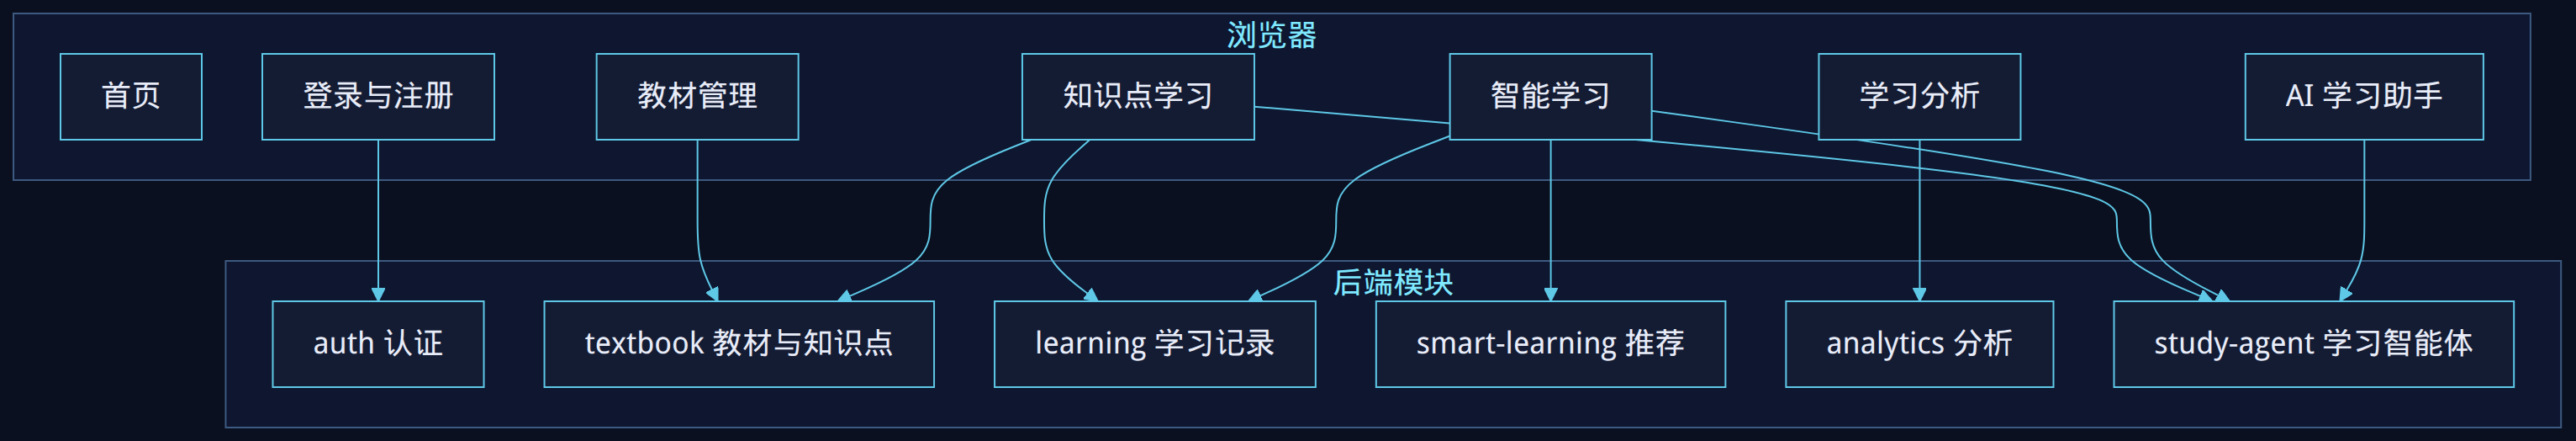 浏览器
首页
登录与注册
教材管理
知识点学习
智能学习
学习分析
AI 学习助手
后端模块
auth 认证
textbook 教材与知识点
learning 学习记录
smart-learning 推荐
analytics 分析
study-agent 学习智能体